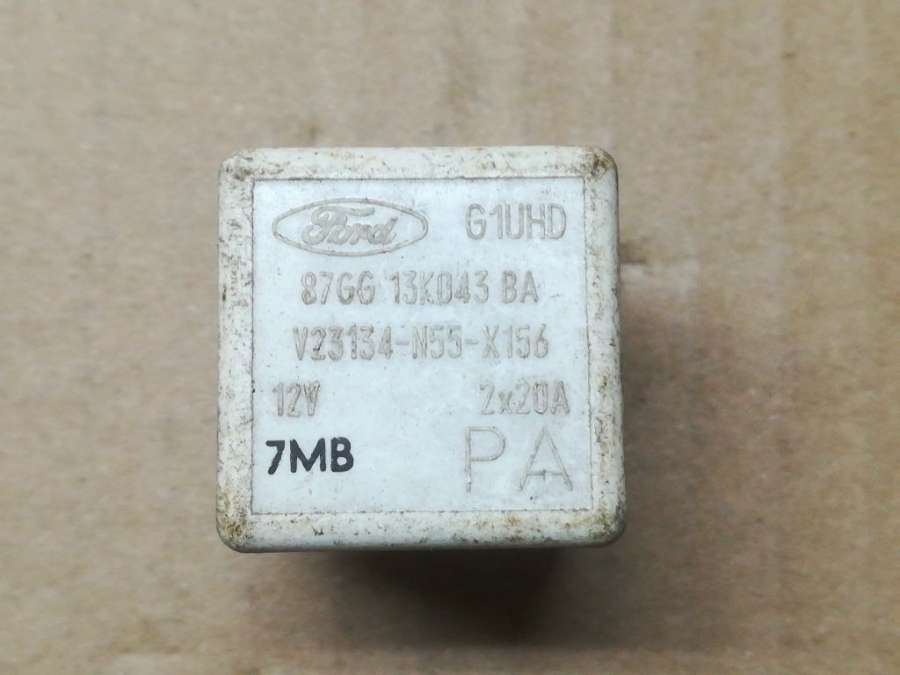 Ford G1UHD
87GG 13K043 BA
V23134-N55-X156
12V 2x20A
7MB PA